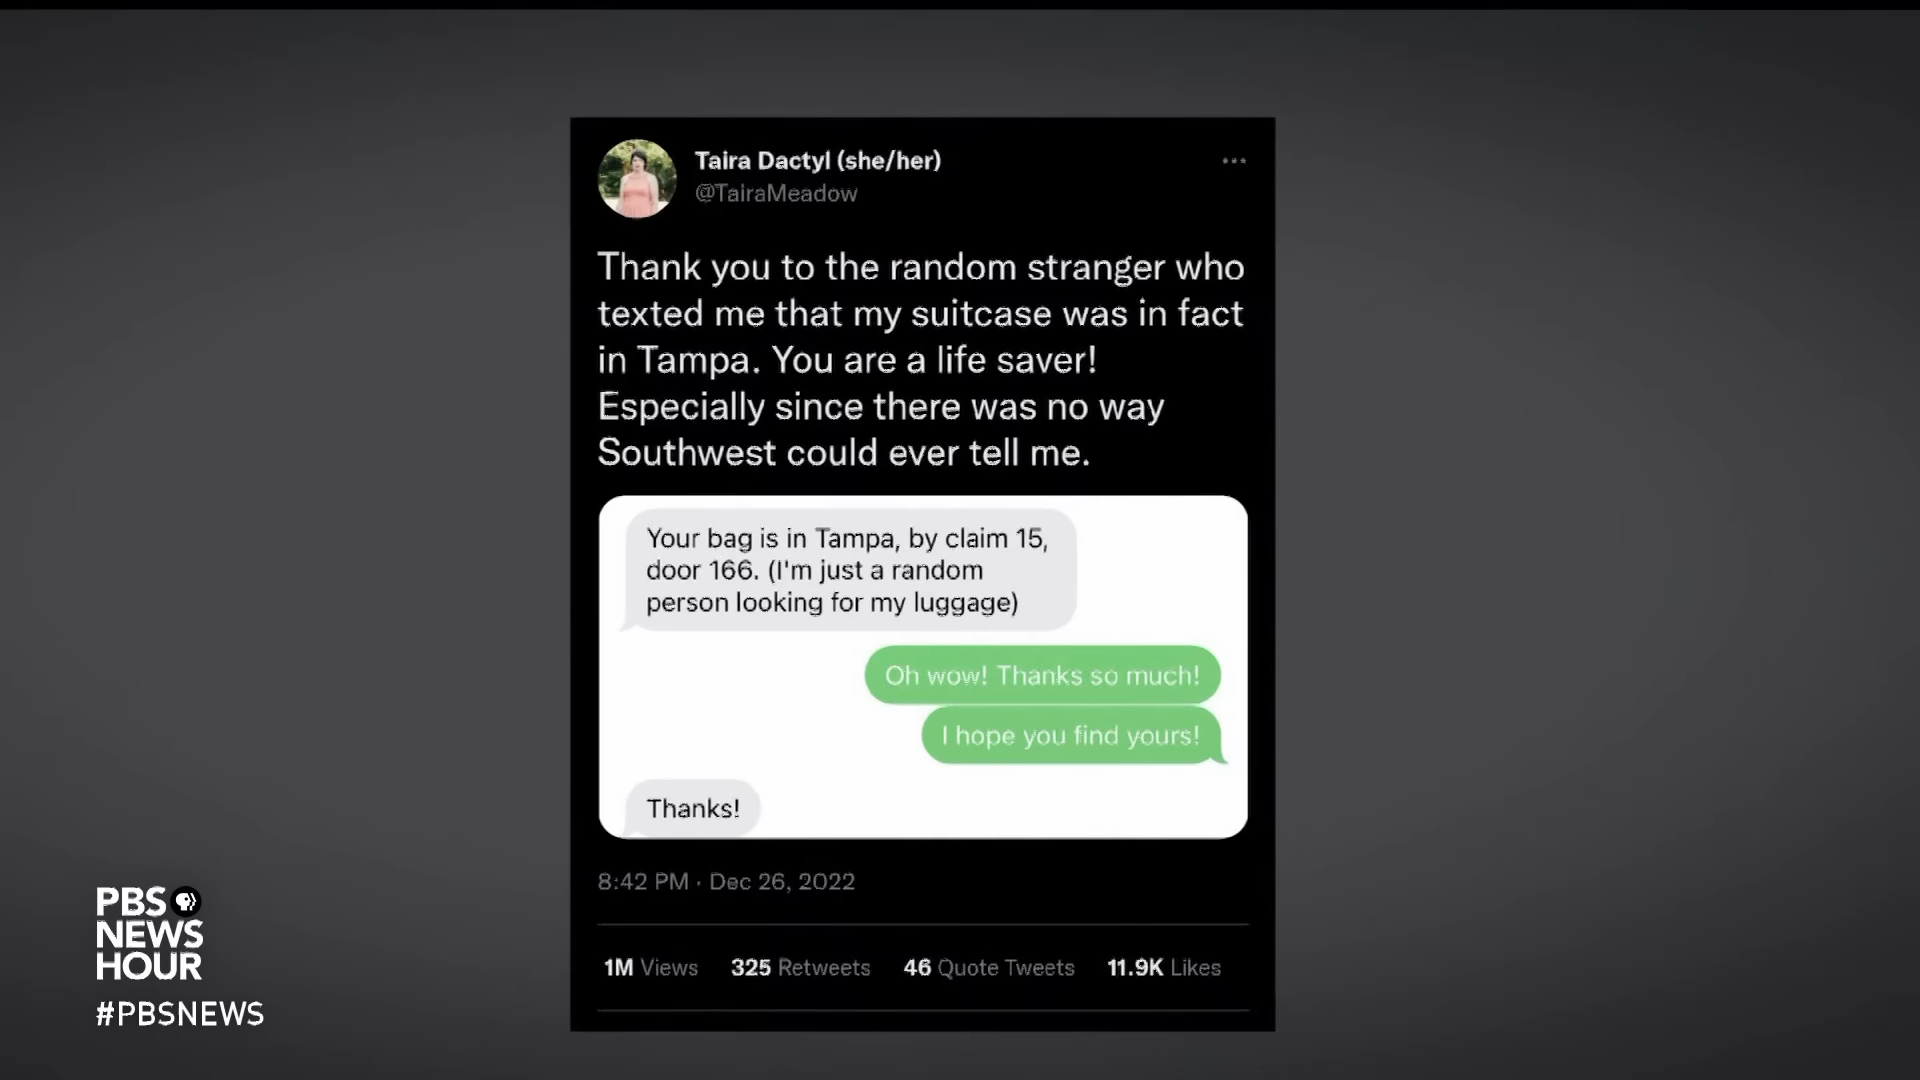 Taira Dactyl (she/her)
@TairaMeadow
Thank you to the random stranger who
texted me that my suitcase was in fact
in Tampa. You are a life saver!
Especially since there was no way
Southwest could ever tell me.
Your bag is in Tampa, by claim 15,
door 166. (I'm just a random
person looking for my luggage)
Oh wow! Thanks so much!
I hope you find yours!
Thanks!
8:42 PM · Dec 26, 2022
1M Views 325 Retweets 46 Quote Tweets 11.9K Likes
PBS
NEWS
HOUR
#PBSNEWS